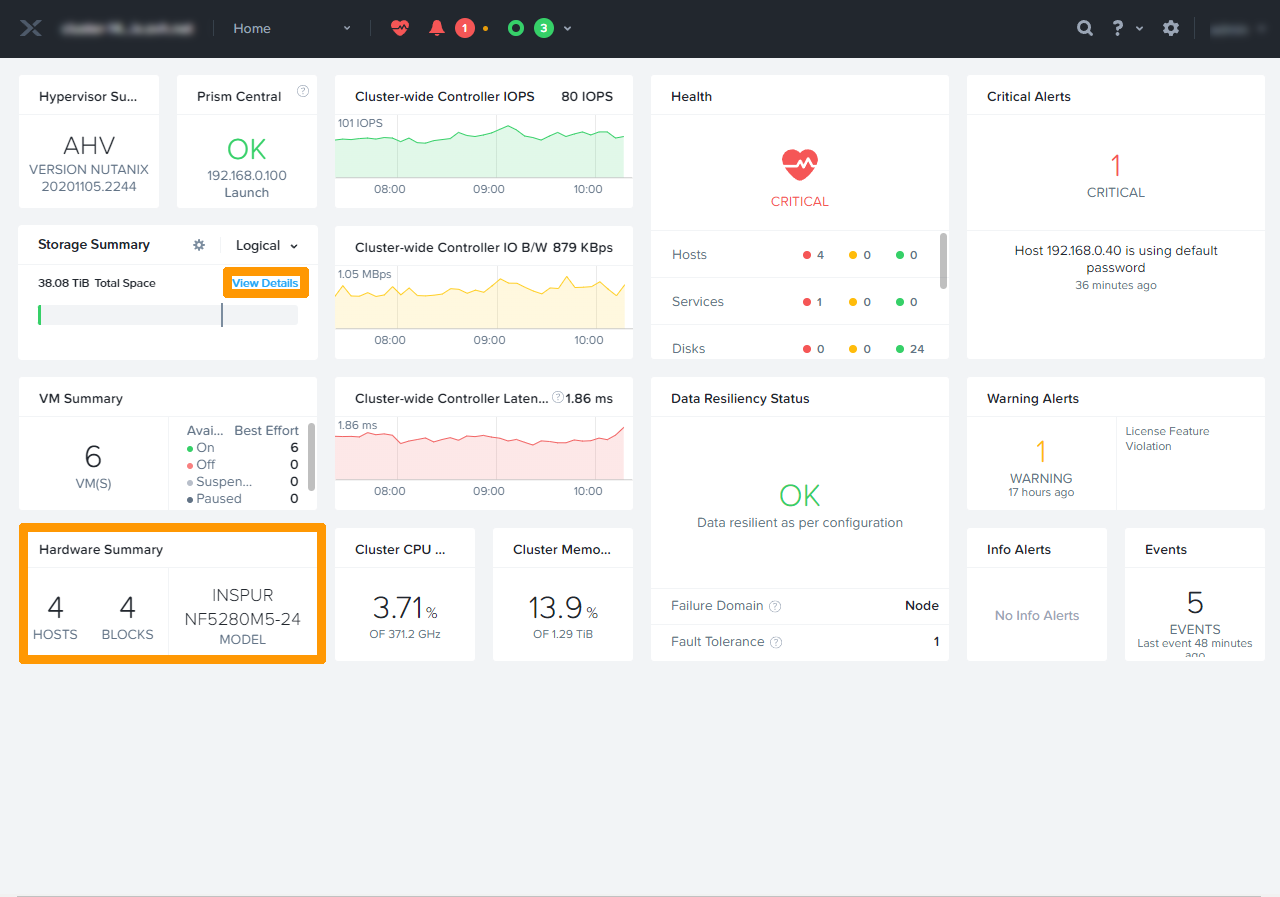 Home
1
3
?
Hypervisor Su...
AHV
VERSION NUTANIX
20201105.2244
Prism Central
?
OK
192.168.0.100
Launch
Cluster-wide Controller IOPS 80 IOPS
101 IOPS
08:00 09:00 10:00
Health
CRITICAL
Hosts 4 0 0
Services 1 0 0
Disks 0 0 24
Critical Alerts
1
CRITICAL
Host 192.168.0.40 is using default
password
36 minutes ago
Storage Summary Logical
38.08 TiB Total Space View Details
Cluster-wide Controller IO B/W 879 KBps
1.05 MBps
08:00 09:00 10:00
VM Summary
6
VM(S)
Avai... Best Effort
On 6
Off 0
Suspen... 0
Paused 0
Cluster-wide Controller Laten... ? 1.86 ms
1.86 ms
08:00 09:00 10:00
Data Resiliency Status
OK
Data resilient as per configuration
Failure Domain ? Node
Fault Tolerance ? 1
Warning Alerts
1
WARNING
17 hours ago
License Feature
Violation
Hardware Summary
4 4
HOSTS BLOCKS
INSPUR
NF5280M5-24
MODEL
Cluster CPU ...
3.71 %
OF 371.2 GHz
Cluster Memo...
13.9 %
OF 1.29 TiB
Info Alerts
No Info Alerts
Events
5
EVENTS
Last event 48 minutes
ago